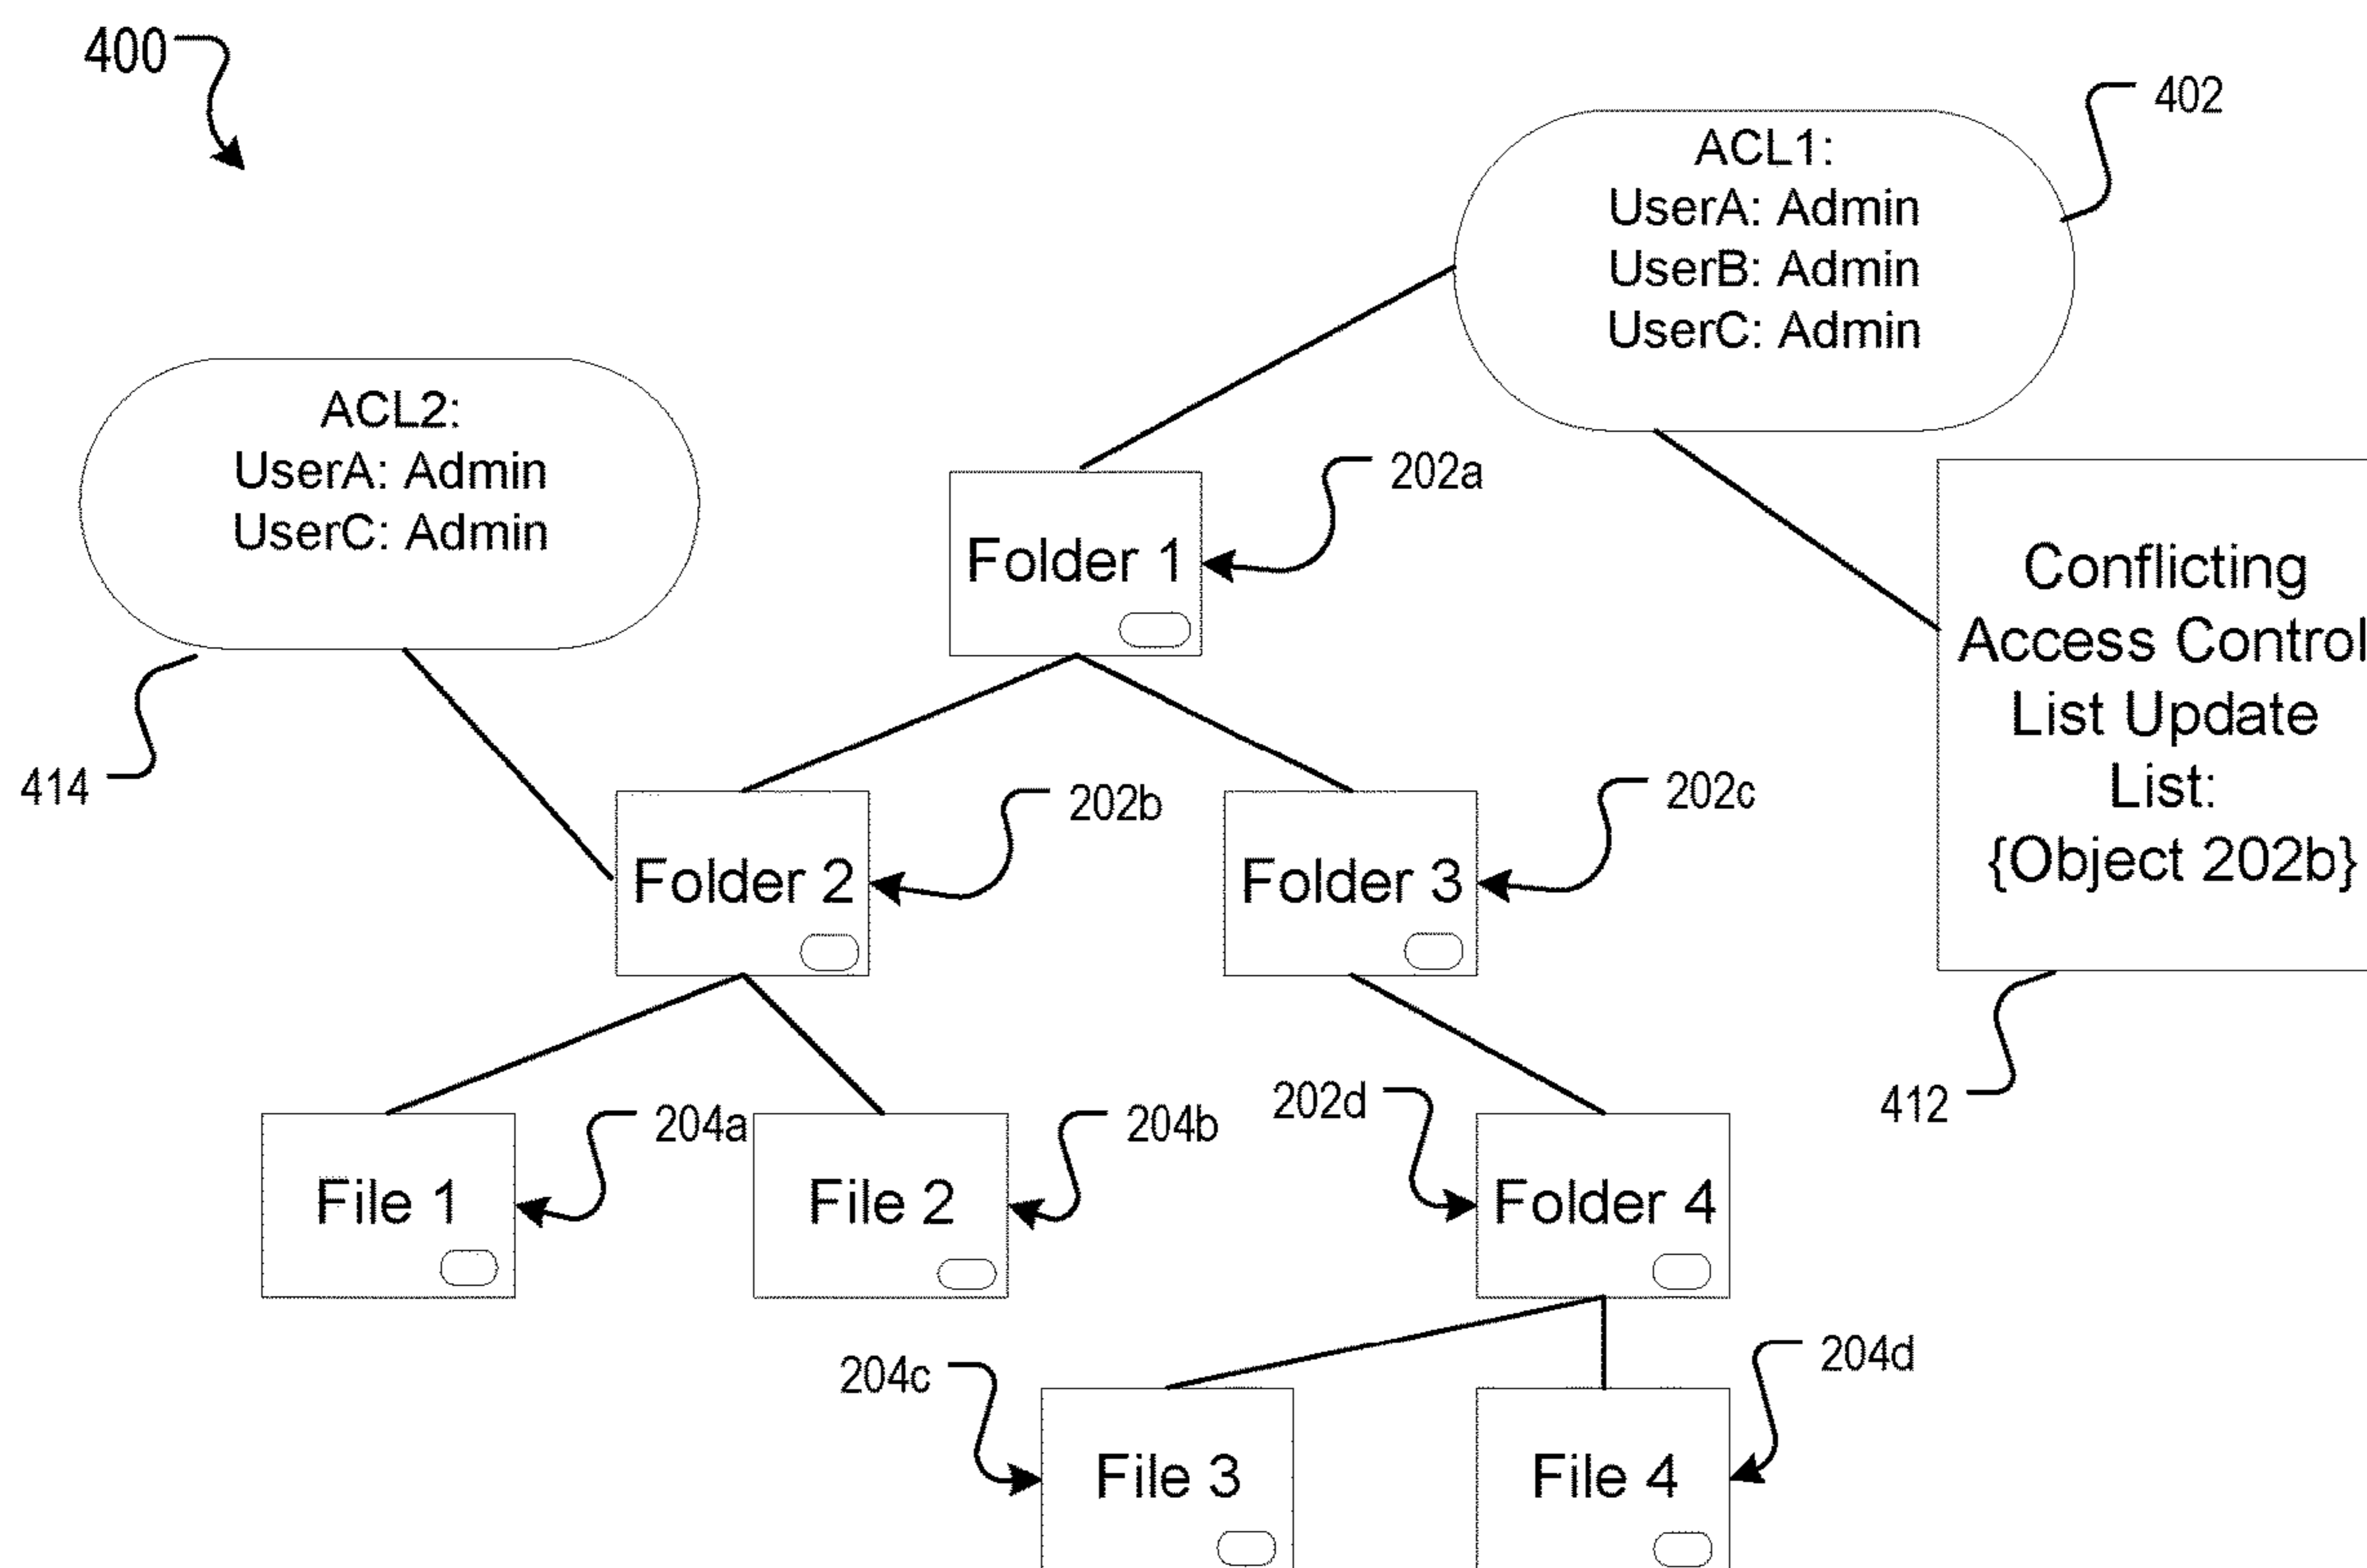 400
402
ACL1:
UserA: Admin
UserB: Admin
UserC: Admin
ACL2:
UserA: Admin
UserC: Admin
414
Folder 1
202a
Conflicting
Access Control
List Update
List:
{Object 202b}
412
Folder 2
202b
Folder 3
202c
File 1
204a
File 2
204b
202d
Folder 4
204c
File 3
File 4
204d